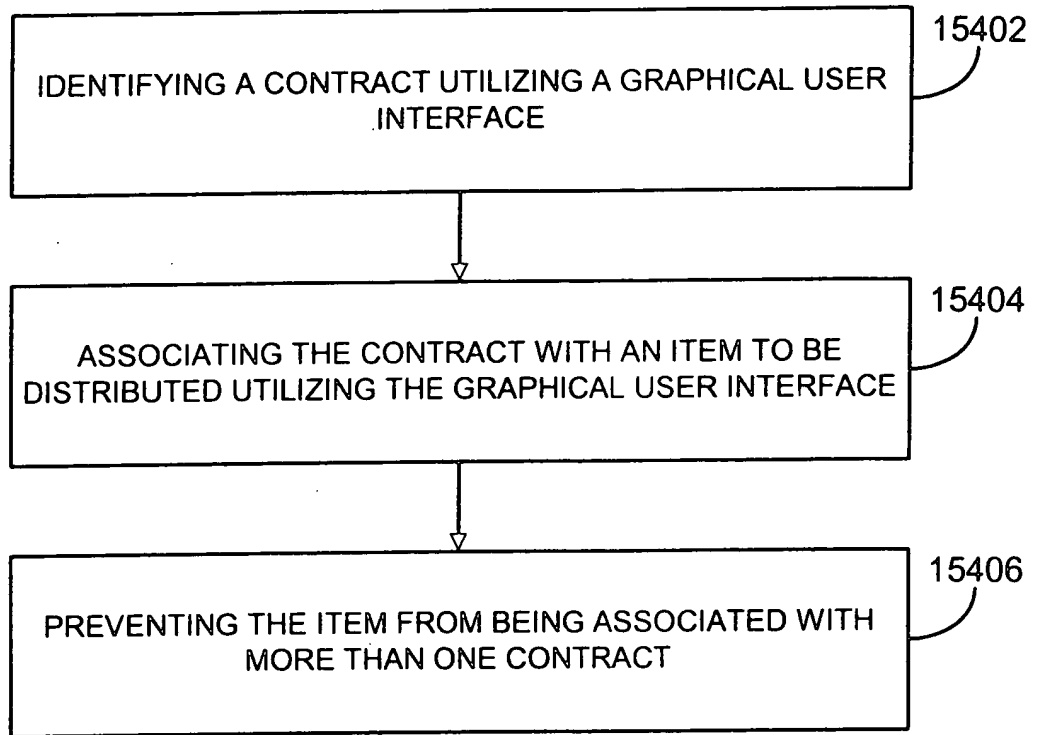 15402
IDENTIFYING A CONTRACT UTILIZING A GRAPHICAL USER
INTERFACE
15404
ASSOCIATING THE CONTRACT WITH AN ITEM TO BE
DISTRIBUTED UTILIZING THE GRAPHICAL USER INTERFACE
15406
PREVENTING THE ITEM FROM BEING ASSOCIATED WITH
MORE THAN ONE CONTRACT